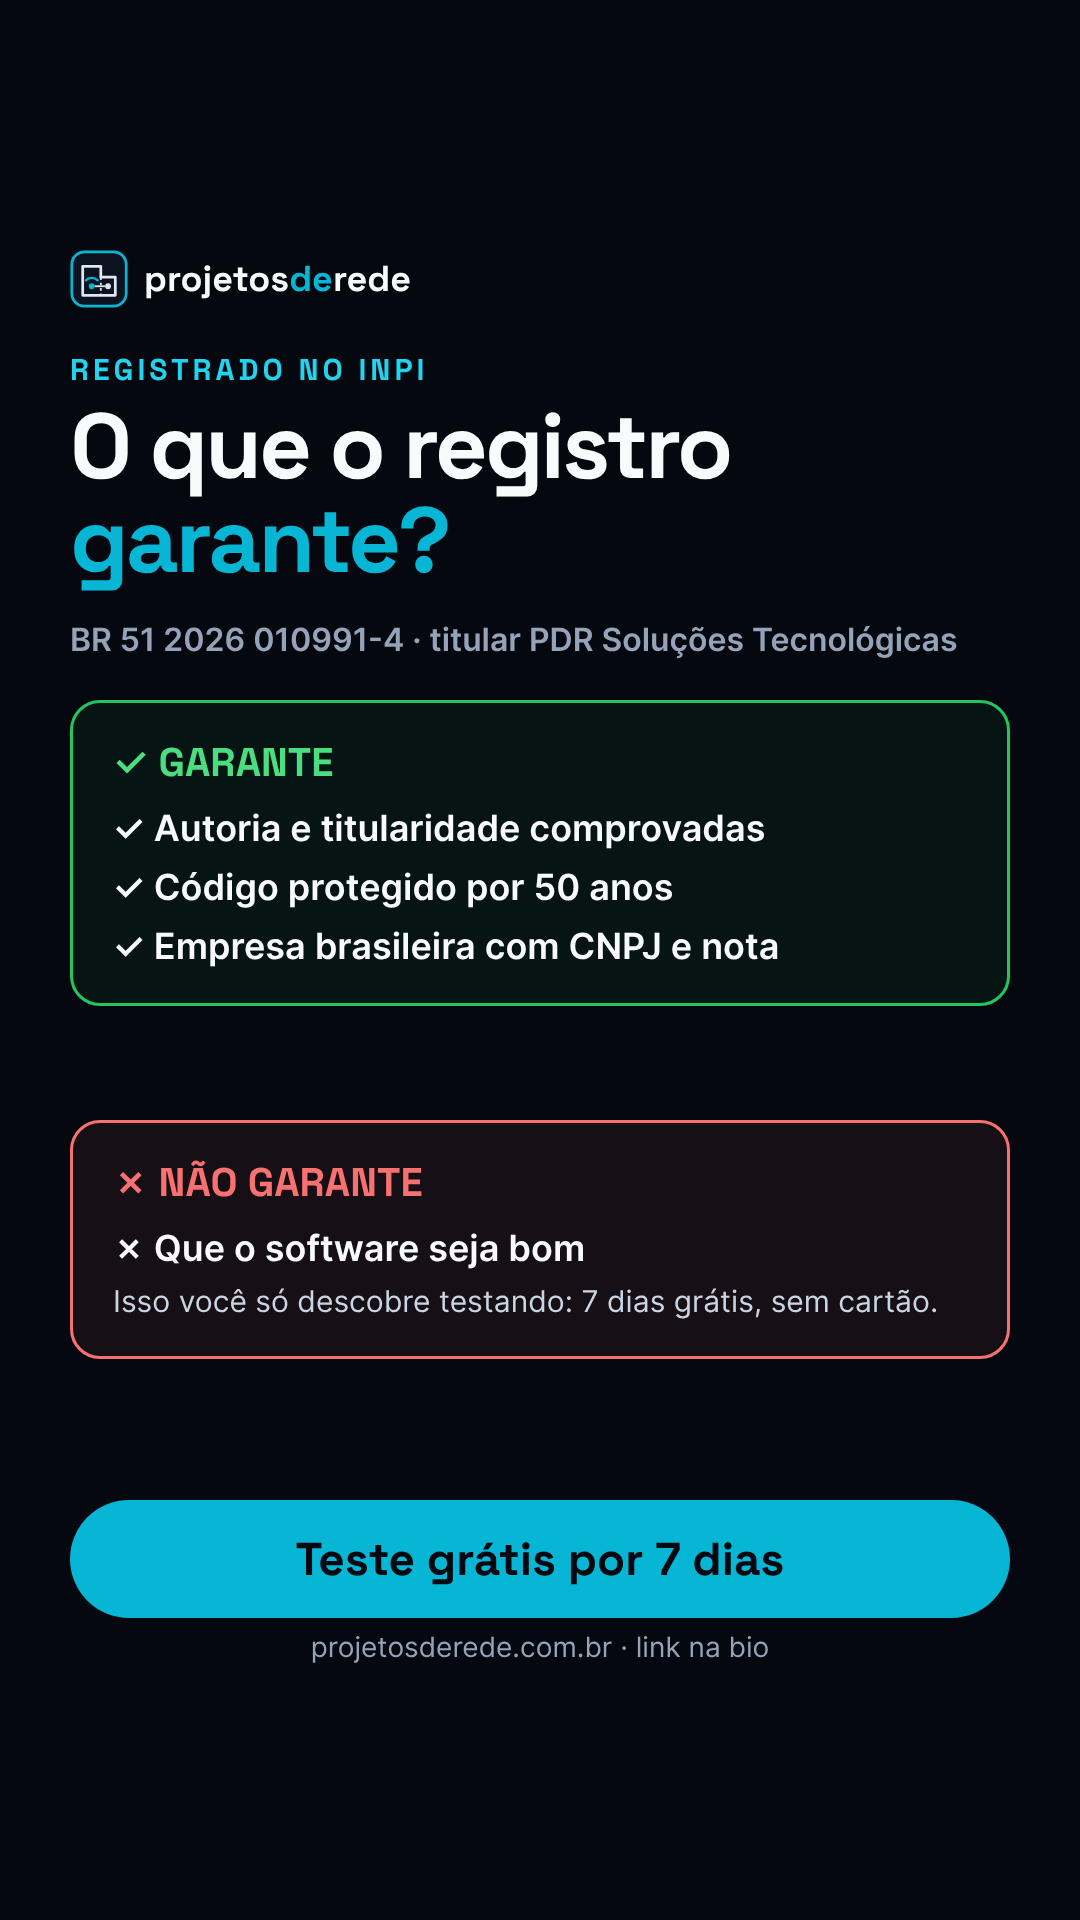 projetosderede
REGISTRADO NO INPI
O que o registro
garante?
BR 51 2026 010991-4 · titular PDR Soluções Tecnológicas
✓ GARANTE
✓ Autoria e titularidade comprovadas
✓ Código protegido por 50 anos
✓ Empresa brasileira com CNPJ e nota
✕ NÃO GARANTE
✕ Que o software seja bom
Isso você só descobre testando: 7 dias grátis, sem cartão.
Teste grátis por 7 dias
projetosderede.com.br · link na bio